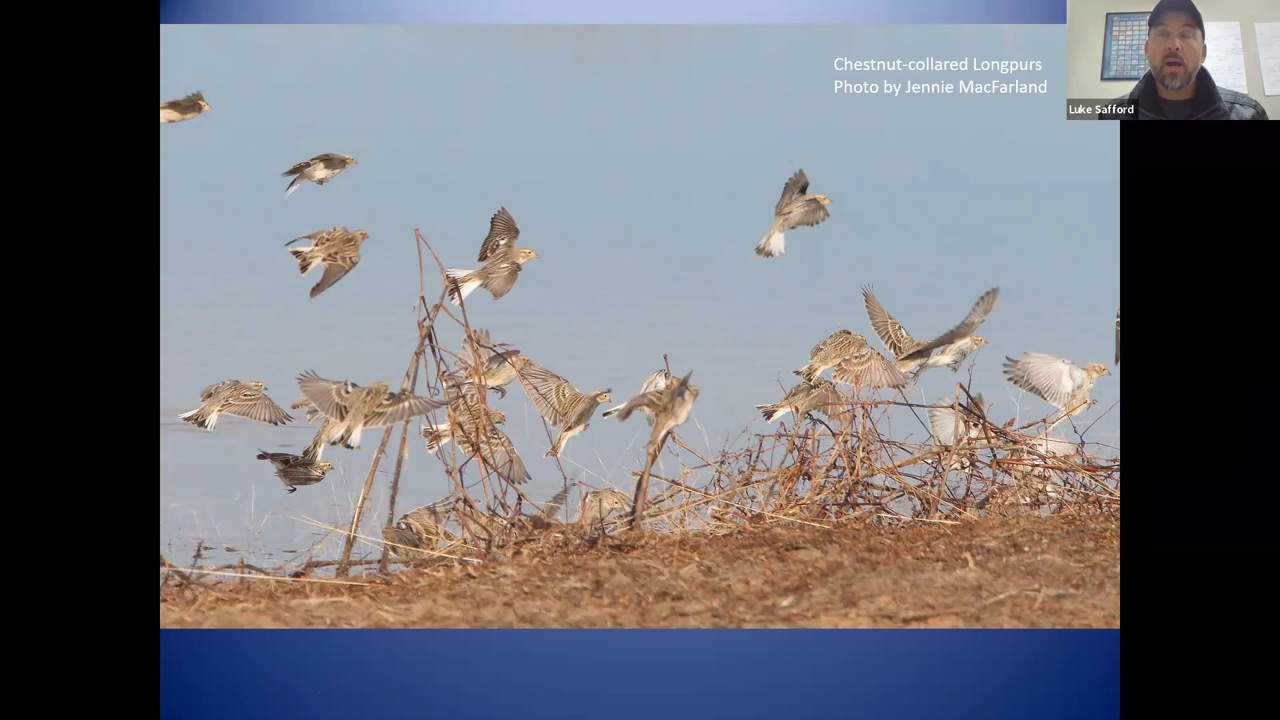 Chestnut-collared Longpurs
Photo by Jennie MacFarland
Luke Safford